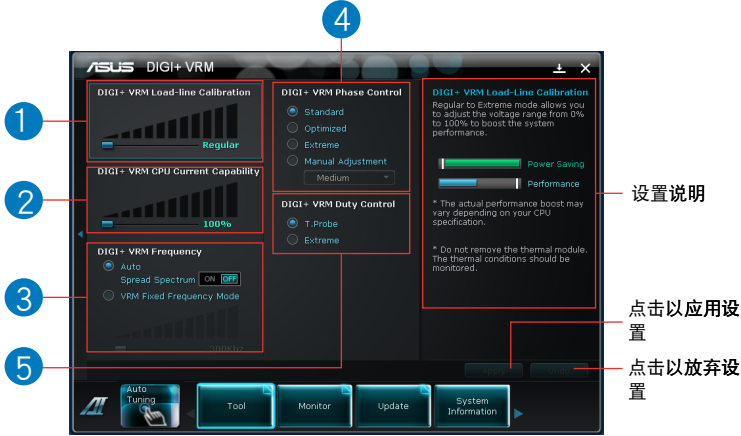 4
ASUS DIGI+ VRM
1
DIGI+ VRM Load-line Calibration
Regular
2
DIGI+ VRM CPU Current Capability
100%
3
DIGI+ VRM Frequency
Auto
Spread Spectrum ON OFF
VRM Fixed Frequency Mode
300Khz
DIGI+ VRM Phase Control
Standard
Optimized
Extreme
Manual Adjustment
Medium
DIGI+ VRM Duty Control
T.Probe
Extreme
5
DIGI+ VRM Load-Line Calibration
Regular to Extreme mode allows you
to adjust the voltage range from 0%
to 100% to boost the system
performance.
Power Saving
Performance
* The actual performance boost may
vary depending on your CPU
specification.
* Do not remove the thermal module.
The thermal conditions should be
monitored.
设置说明
点击以应用设
置
点击以放弃设
置
Apply
Undo
Auto
Tuning
Tool
Monitor
Update
System
Information